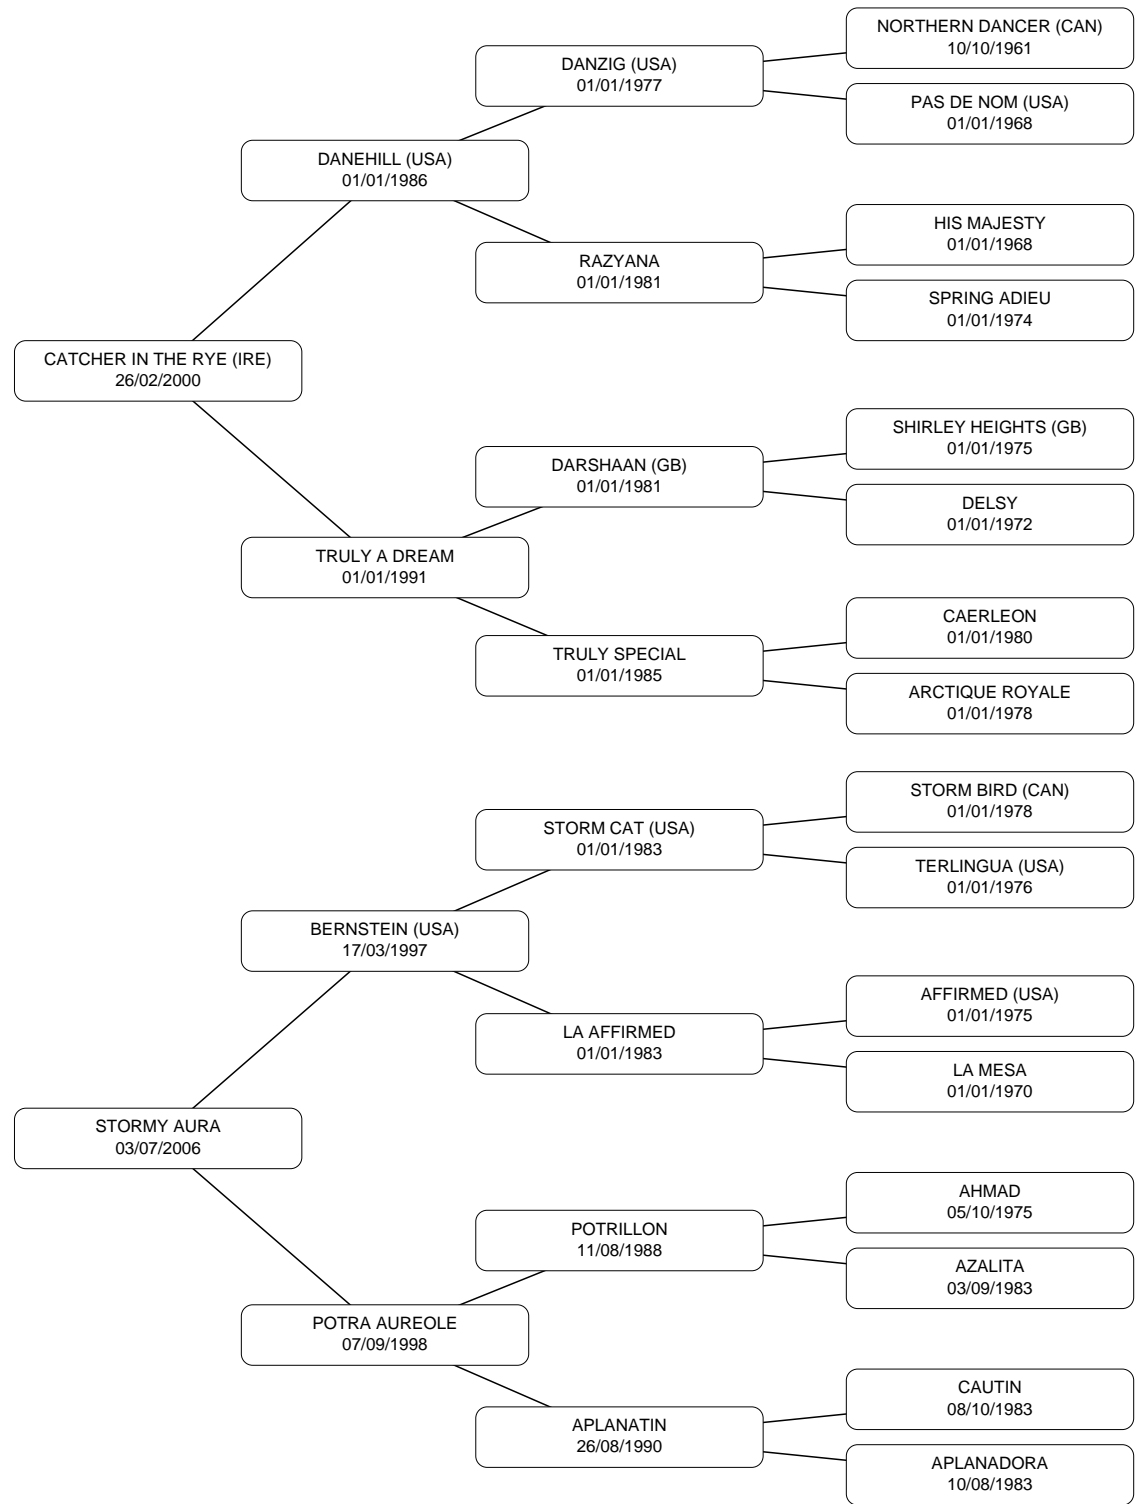 NORTHERN DANCER (CAN)
10/10/1961
DANZIG (USA)
01/01/1977
PAS DE NOM (USA)
01/01/1968
DANEHILL (USA)
01/01/1986
HIS MAJESTY
01/01/1968
RAZYANA
01/01/1981
SPRING ADIEU
01/01/1974
CATCHER IN THE RYE (IRE)
26/02/2000
SHIRLEY HEIGHTS (GB)
01/01/1975
DARSHAAN (GB)
01/01/1981
DELSY
01/01/1972
TRULY A DREAM
01/01/1991
CAERLEON
01/01/1980
TRULY SPECIAL
01/01/1985
ARCTIQUE ROYALE
01/01/1978
STORM BIRD (CAN)
01/01/1978
STORM CAT (USA)
01/01/1983
TERLINGUA (USA)
01/01/1976
BERNSTEIN (USA)
17/03/1997
AFFIRMED (USA)
01/01/1975
LA AFFIRMED
01/01/1983
LA MESA
01/01/1970
STORMY AURA
03/07/2006
AHMAD
05/10/1975
POTRILLON
11/08/1988
AZALITA
03/09/1983
POTRA AUREOLE
07/09/1998
CAUTIN
08/10/1983
APLANATIN
26/08/1990
APLANADORA
10/08/1983